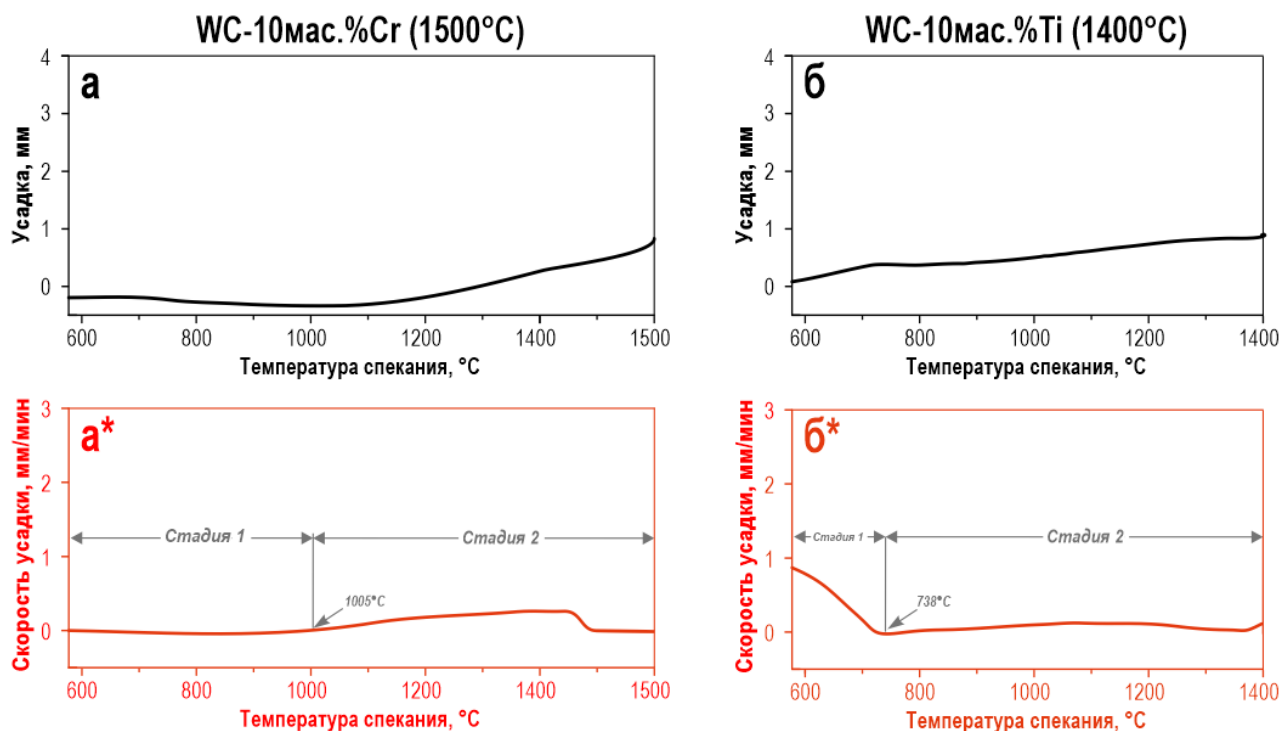 WC-10мас.%Cr (1500°C)
а
Усадка, мм
4
3
2
1
0
600 800 1000 1200 1400 1500
Температура спекания, °C
WC-10мас.%Ti (1400°C)
б
Усадка, мм
4
3
2
1
0
600 800 1000 1200 1400
Температура спекания, °C
а*
Скорость усадки, мм/мин
3
2
1
0
Стадия 1
Стадия 2
1005°C
600 800 1000 1200 1400 1500
Температура спекания, °C
б*
Скорость усадки, мм/мин
3
2
1
0
Стадия 1
Стадия 2
738°C
600 800 1000 1200 1400
Температура спекания, °C